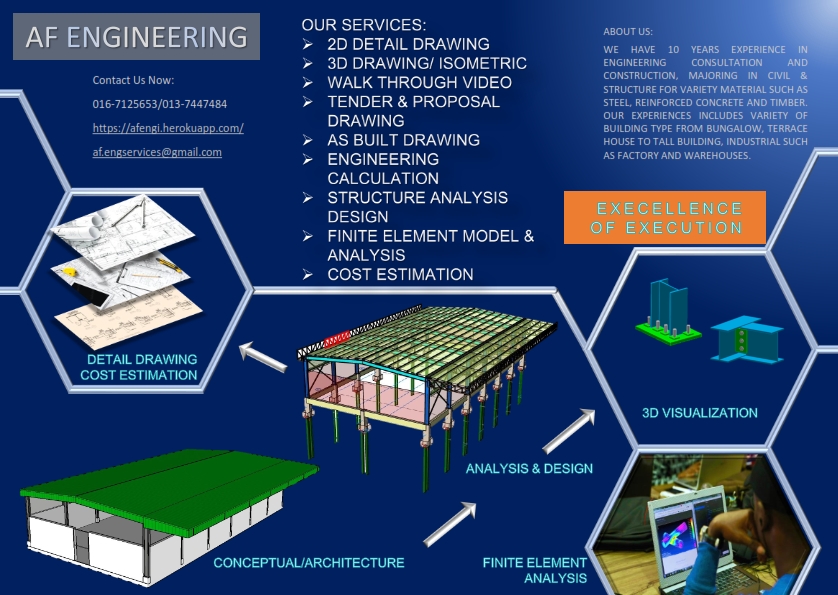 AF ENGINEERING
Contact Us Now:
016-7125653/013-7447484
https://afengi.herokuapp.com/
af.engservices@gmail.com
OUR SERVICES:
➢ 2D DETAIL DRAWING
➢ 3D DRAWING/ ISOMETRIC
➢ WALK THROUGH VIDEO
➢ TENDER & PROPOSAL
DRAWING
➢ AS BUILT DRAWING
➢ ENGINEERING
CALCULATION
➢ STRUCTURE ANALYSIS
DESIGN
➢ FINITE ELEMENT MODEL &
ANALYSIS
➢ COST ESTIMATION
ABOUT US:
WE HAVE 10 YEARS EXPERIENCE IN
ENGINEERING CONSULTATION AND
CONSTRUCTION, MAJORING IN CIVIL &
STRUCTURE FOR VARIETY MATERIAL SUCH AS
STEEL, REINFORCED CONCRETE AND TIMBER.
OUR EXPERIENCES INCLUDES VARIETY OF
BUILDING TYPE FROM BUNGALOW, TERRACE
HOUSE TO TALL BUILDING, INDUSTRIAL SUCH
AS FACTORY AND WAREHOUSES.
EXECELLENCE
OF EXECUTION
DETAIL DRAWING
COST ESTIMATION
3D VISUALIZATION
ANALYSIS & DESIGN
CONCEPTUAL/ARCHITECTURE
FINITE ELEMENT
ANALYSIS